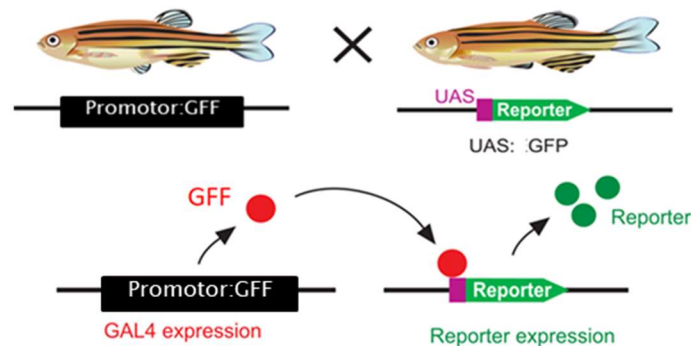 Promotor:GFF
UAS
Reporter
UAS: :GFP
GFF
Reporter
Promotor:GFF
Reporter
GAL4 expression
Reporter expression